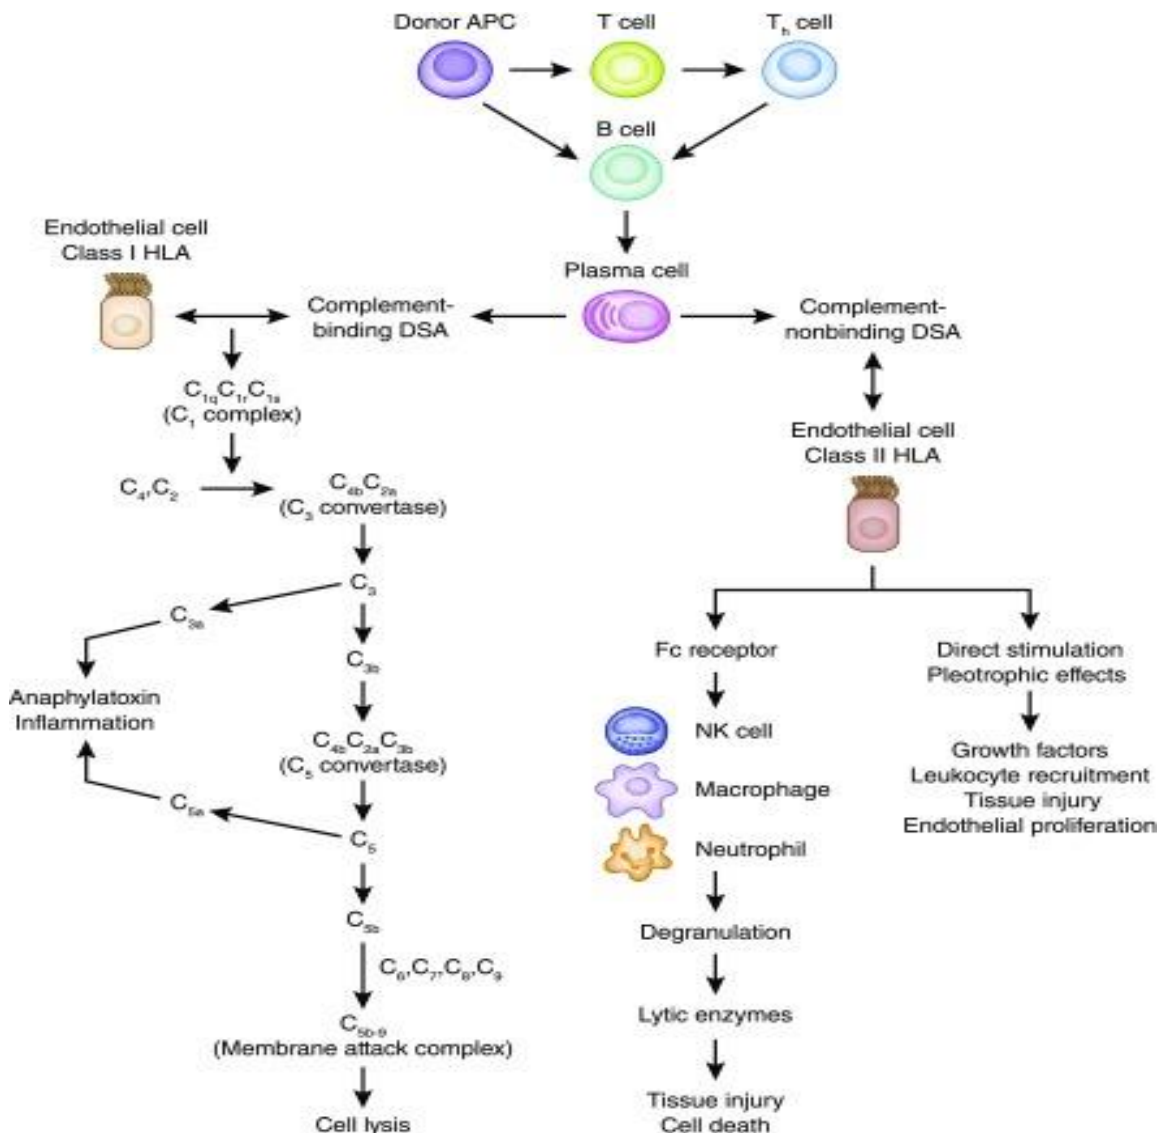 Donor APC
T cell
Th cell
B cell
Endothelial cell
Class I HLA
Plasma cell
Complement-
binding DSA
Complement-
nonbinding DSA
C1qC1rC1s
(C1 complex)
Endothelial cell
Class II HLA
C4,C2
C4bC2a
(C3 convertase)
C3
C3a
Fc receptor
Direct stimulation
Pleotrophic effects
C3b
Anaphylatoxin
Inflammation
NK cell
C4bC2aC3b
(C5 convertase)
Growth factors
Leukocyte recruitment
Tissue injury
Endothelial proliferation
Macrophage
C5a
C5
Neutrophil
C5b
Degranulation
C6,C7,C8,C9
Lytic enzymes
C5b-9
(Membrane attack complex)
Tissue injury
Cell death
Cell lysis